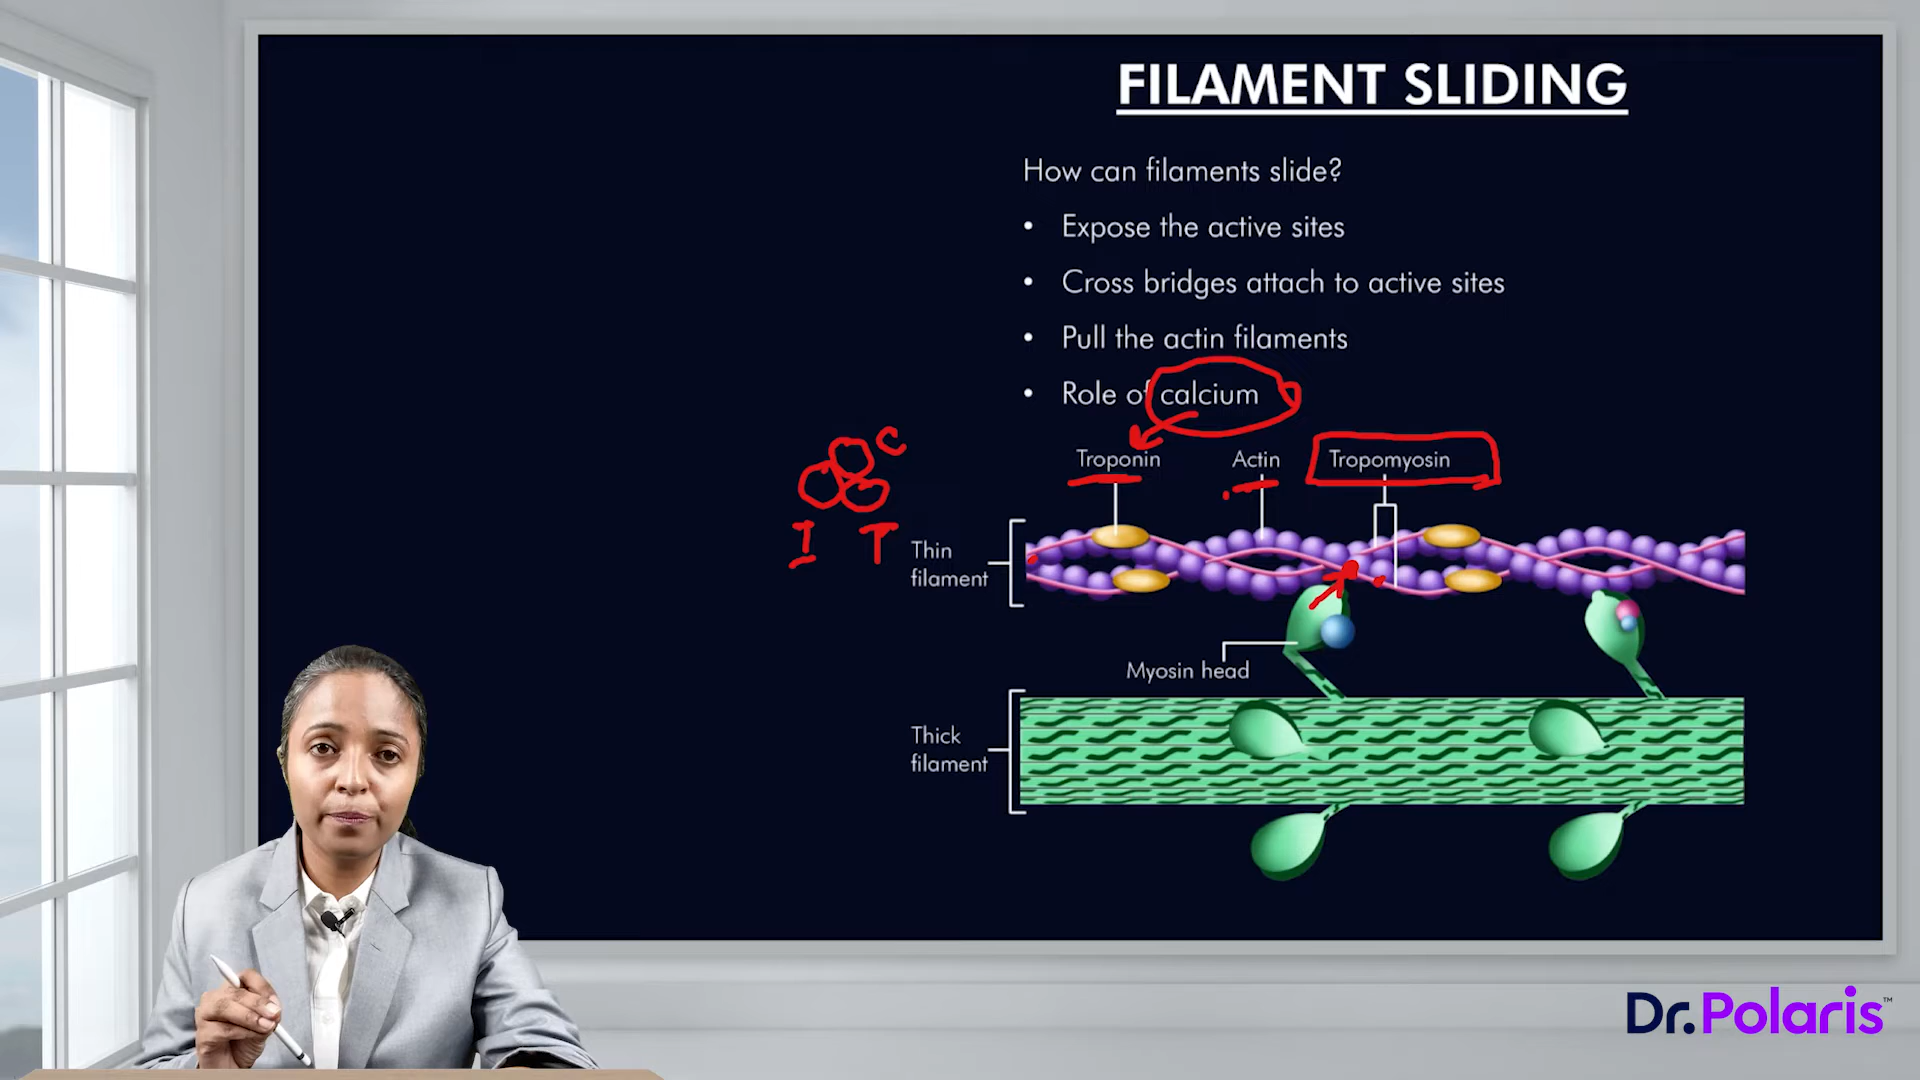 FILAMENT SLIDING
How can filaments slide?
• Expose the active sites
• Cross bridges attach to active sites
• Pull the actin filaments
• Role of calcium
C
I T
Troponin Actin Tropomyosin
Thin
filament
Myosin head
Thick
filament
Dr.Polaris™